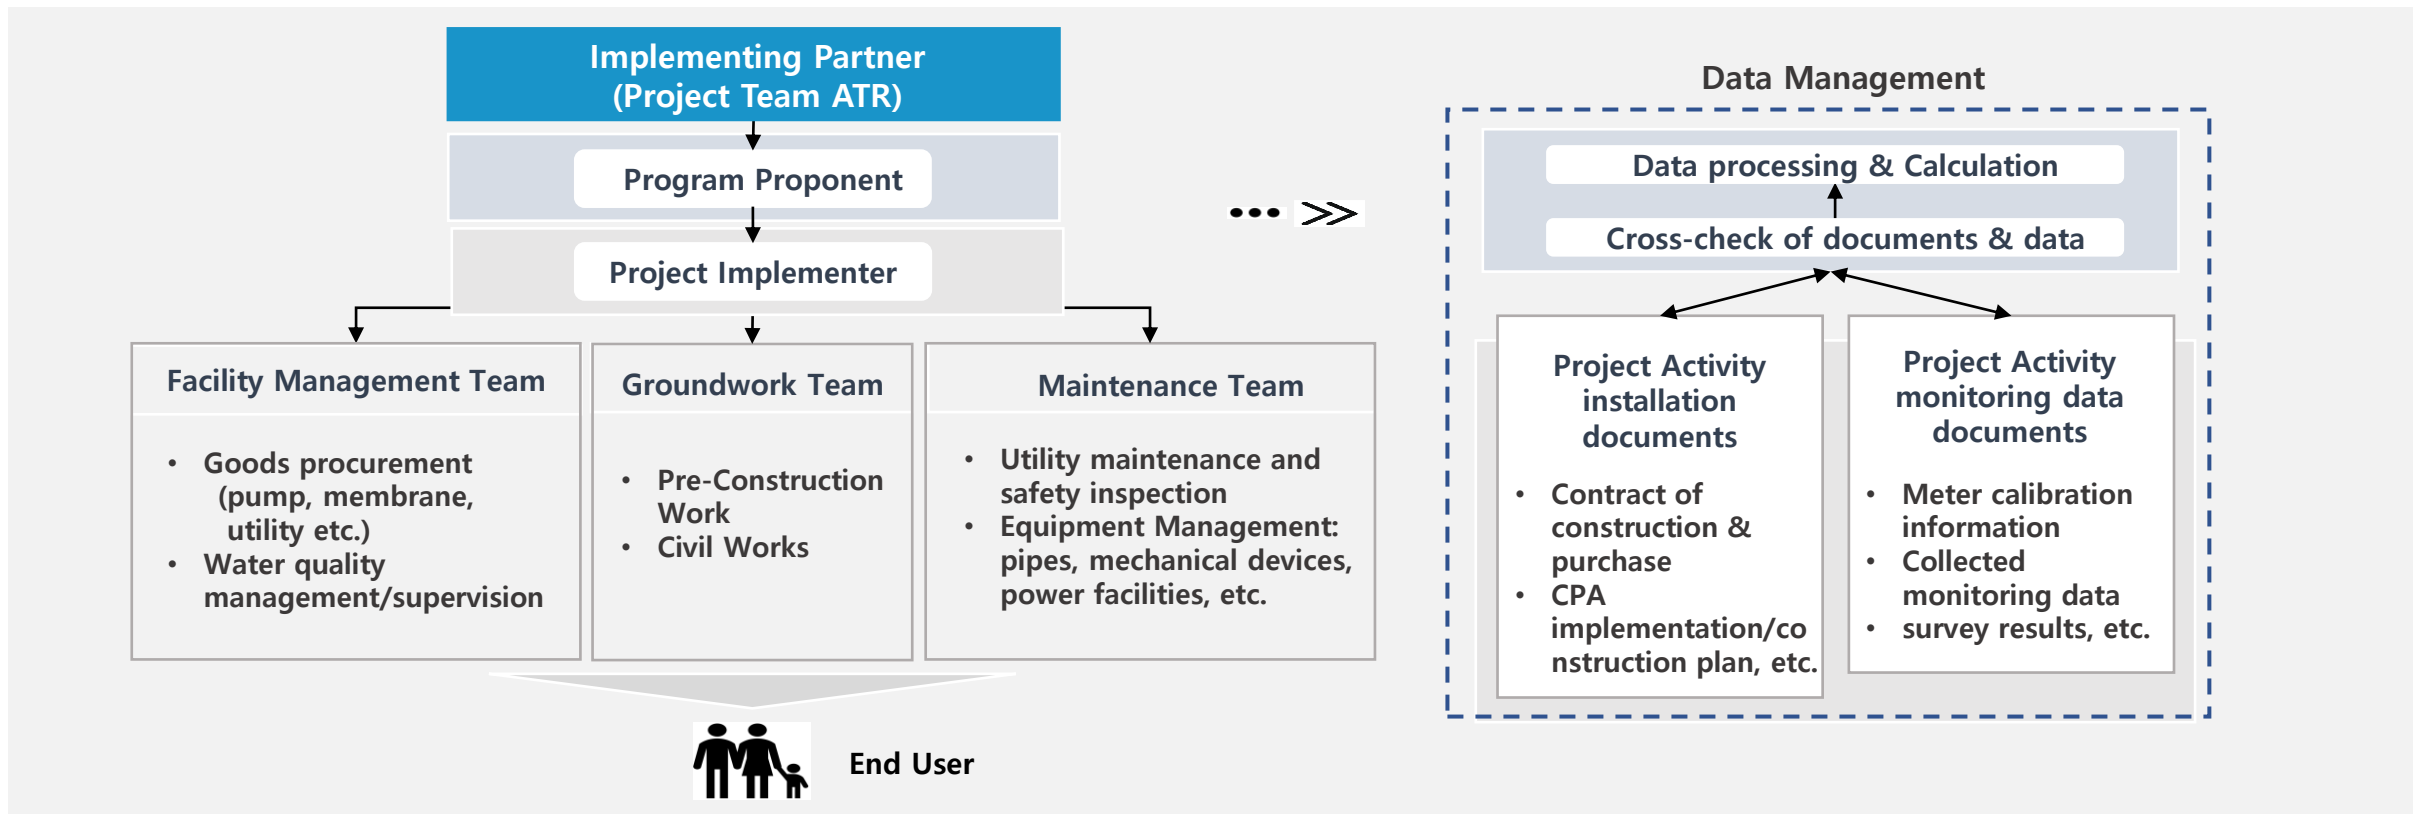 Implementing Partner
(Project Team ATR)
Program Proponent
Project Implementer
Facility Management Team
• Goods procurement
(pump, membrane,
utility etc.)
• Water quality
management/supervision
Groundwork Team
• Pre-Construction
Work
• Civil Works
Maintenance Team
• Utility maintenance and
safety inspection
• Equipment Management:
pipes, mechanical devices,
power facilities, etc.
End User
Data Management
Data processing & Calculation
Cross-check of documents & data
Project Activity
installation
documents
• Contract of
construction &
purchase
• CPA
implementation/co
nstruction plan, etc.
Project Activity
monitoring data
documents
• Meter calibration
information
• Collected
monitoring data
• survey results, etc.